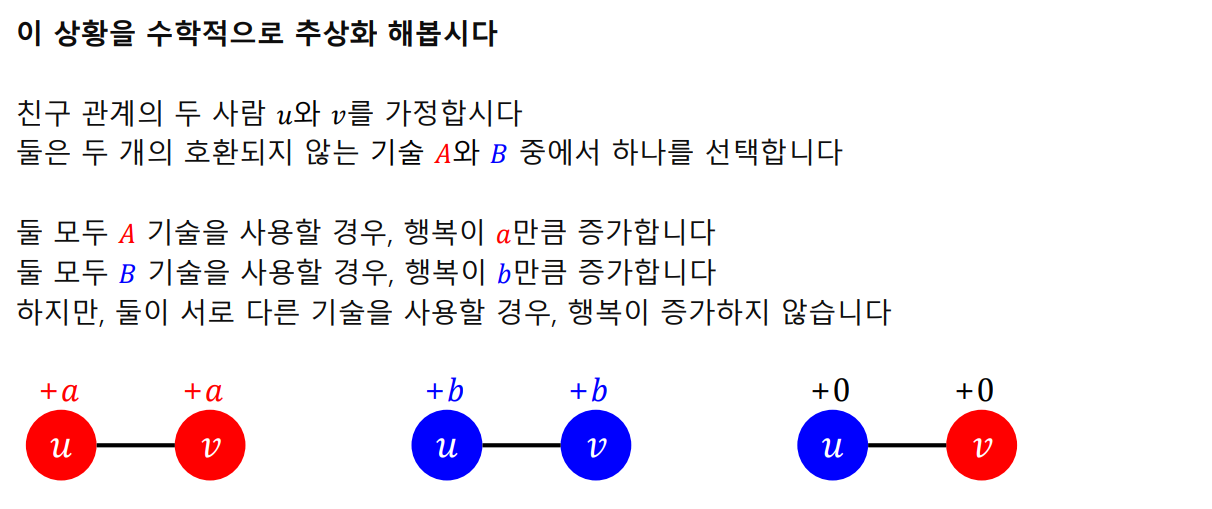 이 상황을 수학적으로 추상화 해봅시다
친구 관계의 두 사람 u와 v를 가정합시다
둘은 두 개의 호환되지 않는 기술 A와 B 중에서 하나를 선택합니다
둘 모두 A 기술을 사용할 경우, 행복이 a만큼 증가합니다
둘 모두 B 기술을 사용할 경우, 행복이 b만큼 증가합니다
하지만, 둘이 서로 다른 기술을 사용할 경우, 행복이 증가하지 않습니다
+a +a +b +b +0 +0
u v u v u v